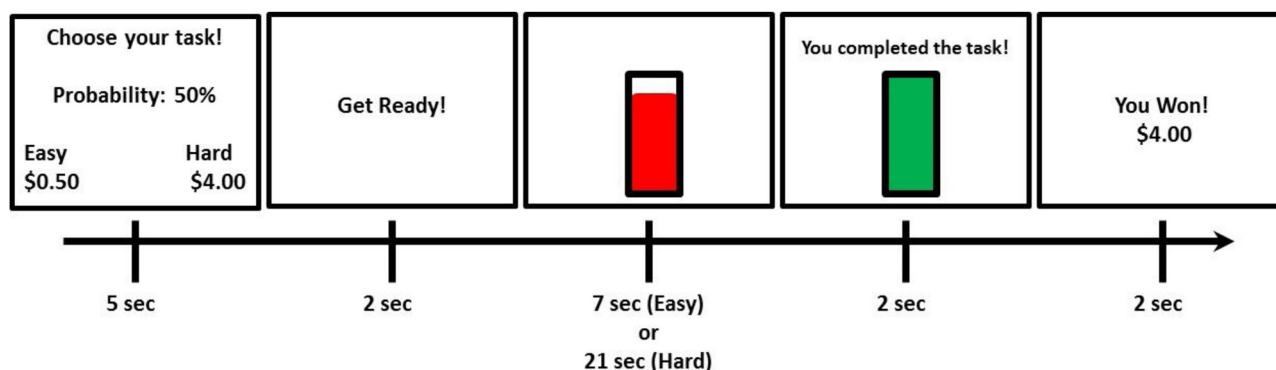 Choose your task!
Probability: 50%
Easy Hard
$0.50 $4.00
Get Ready!
You completed the task!
You Won!
$4.00
5 sec
2 sec
7 sec (Easy)
or
21 sec (Hard)
2 sec
2 sec